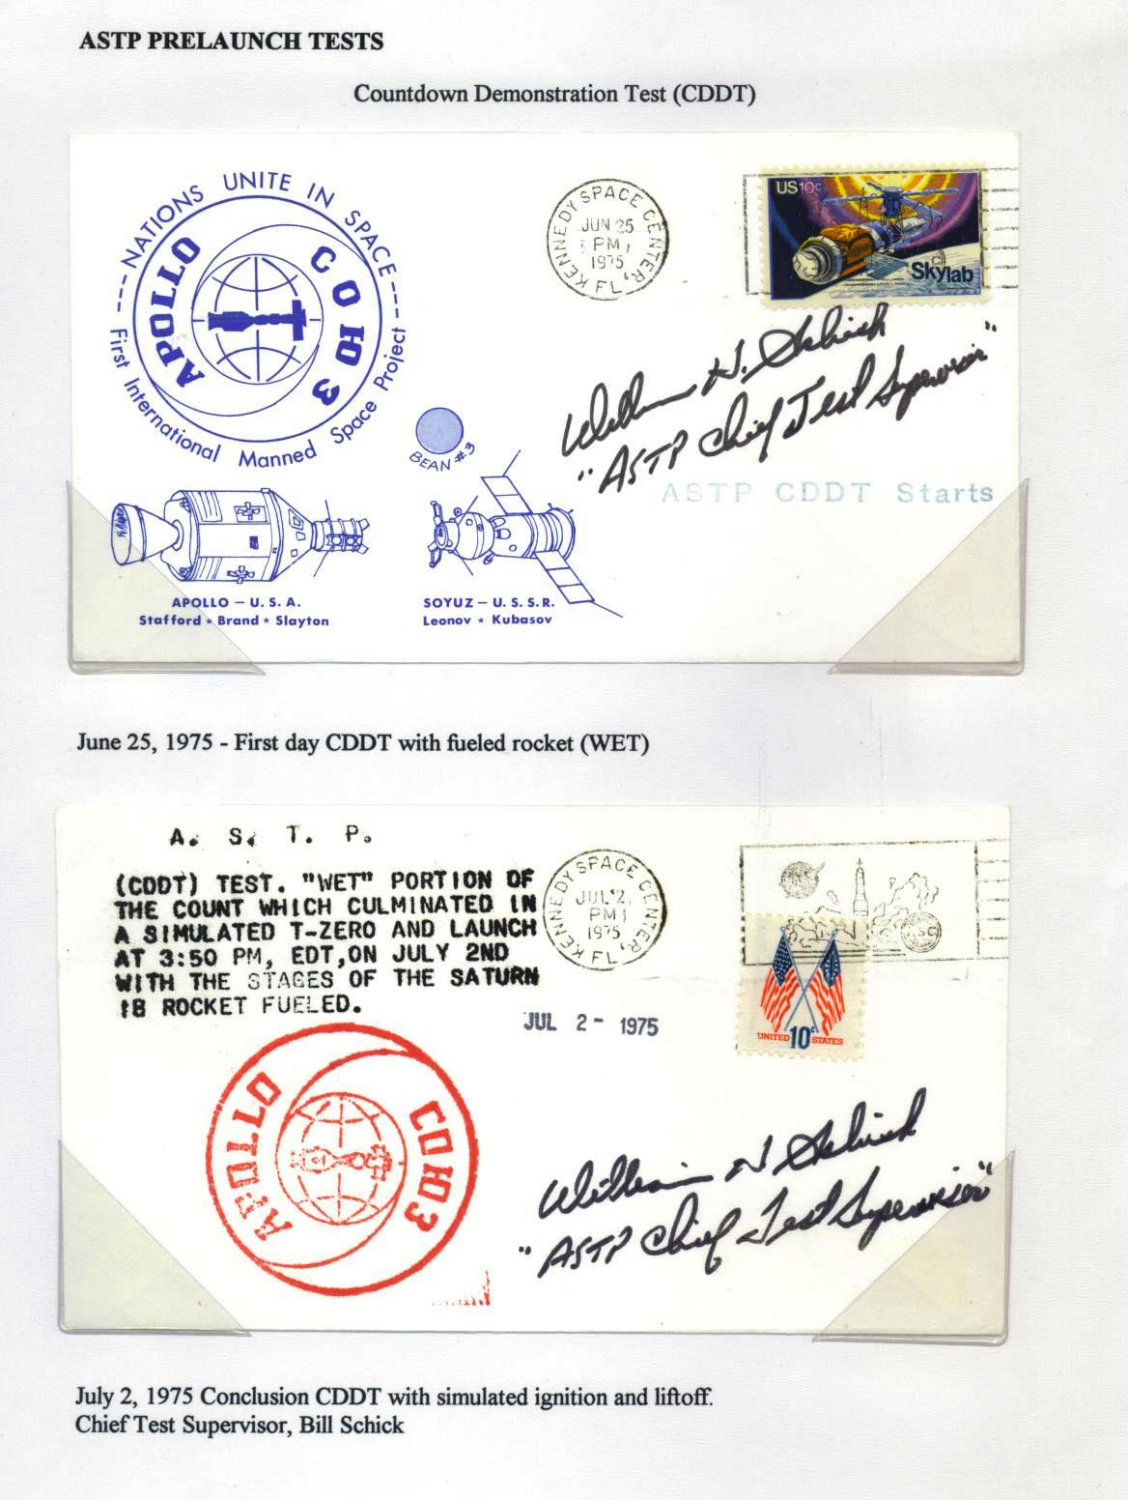 ASTP PRELAUNCH TESTS
Countdown Demonstration Test (CDDT)
---NATIONS UNITE IN SPACE---
First International Manned Space Project
APOLLO
СОЮЗ
BEAN #3
APOLLO — U. S. A.
Stafford • Brand • Slayton
SOYUZ — U. S. S. R.
Leonov • Kubasov
KENNEDY SPACE CENTER,
JUN 25
PM
1975
FL.
US 10c
Skylab
William H. Schick
"ASTP Chief Test Supervisor"
ASTP CDDT Starts
June 25, 1975 - First day CDDT with fueled rocket (WET)
A. S. T. P.
(CDDT) TEST. "WET" PORTION OF
THE COUNT WHICH CULMINATED IN
A SIMULATED T-ZERO AND LAUNCH
AT 3:50 PM, EDT,ON JULY 2ND
WITH THE STAGES OF THE SATURN
1B ROCKET FUELED.
KENNEDY SPACE CENTER,
JUL 2,
PM
1975
FL.
JUL 2- 1975
UNITED 10c STATES
APOLLO
СОЮЗ
William H Schick
"ASTP Chief Test Supervisor"
July 2, 1975 Conclusion CDDT with simulated ignition and liftoff.
Chief Test Supervisor, Bill Schick